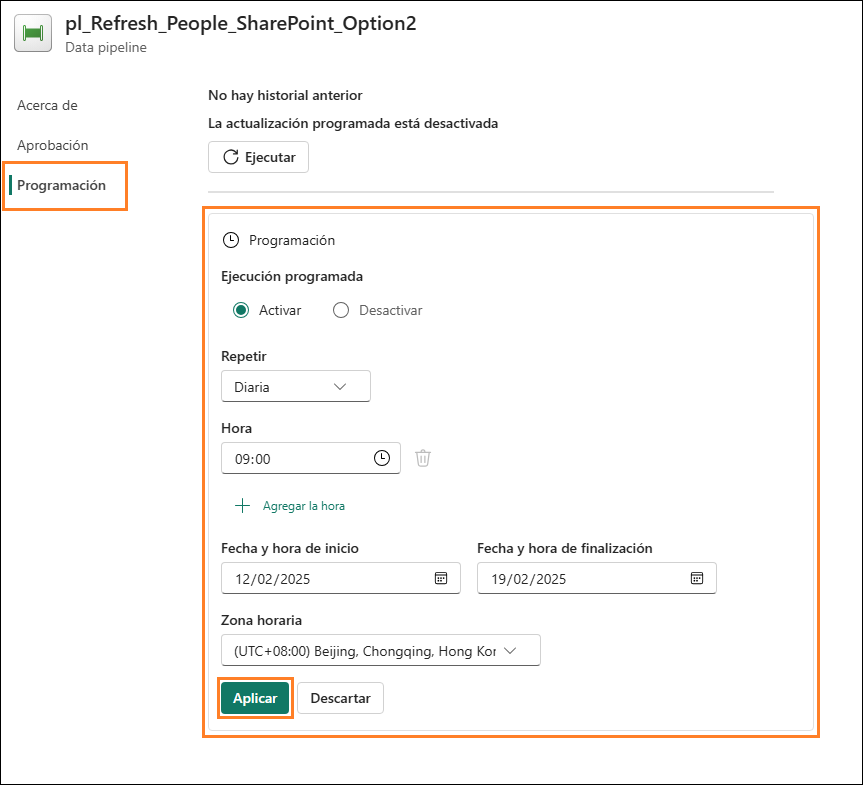 pl_Refresh_People_SharePoint_Option2
Data pipeline
Acerca de
Aprobación
Programación
No hay historial anterior
La actualización programada está desactivada
Ejecutar
Programación
Ejecución programada
Activar Desactivar
Repetir
Diaria
Hora
09:00
Agregar la hora
Fecha y hora de inicio Fecha y hora de finalización
12/02/2025 19/02/2025
Zona horaria
(UTC+08:00) Beijing, Chongqing, Hong Kor
Aplicar Descartar